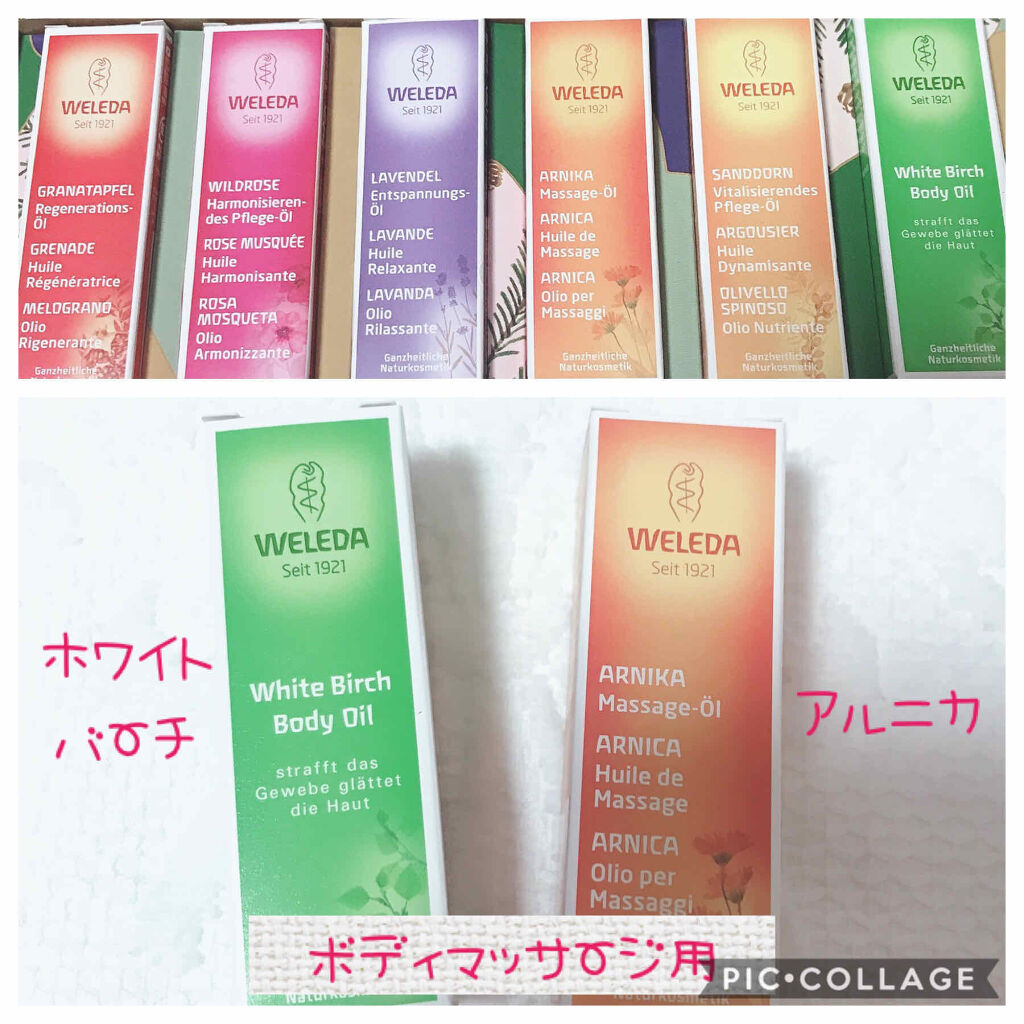 WELEDA
Seit 1921
GRANATAPFEL
Regenerations-
Öl
GRENADE
Huile
Régénératrice
MELOGRANO
Olio
Rigenerante
Ganzheitliche
WELEDA
Seit 1921
WILDROSE
Harmonisieren-
des Pflege-Öl
ROSE MUSQUÉE
Huile
Harmonisante
ROSA
MOSQUETA
Olio
Armonizzante
Ganzheitliche
WELEDA
Seit 1921
LAVENDEL
Entspannungs-
Öl
LAVANDE
Huile
Relaxante
LAVANDA
Olio
Rilassante
Ganzheitliche
Naturkosmetik
WELEDA
Seit 1921
ARNIKA
Massage-Öl
ARNICA
Huile de
Massage
ARNICA
Olio per
Massaggi
Ganzheitliche
Naturkosmetik
WELEDA
Seit 1921
SANDDORN
Vitalisierendes
Pflege-Öl
ARGOUSIER
Huile
Dynamisante
OLIVELLO
SPINOSO
Olio Nutriente
Ganzheitliche
Naturkosmetik
WELEDA
Seit 1921
White Birch
Body Oil
strafft das
Gewebe glättet
die Haut
Ganzheitliche
Naturkosmetik
ホワイト
バーチ
WELEDA
Seit 1921
White Birch
Body Oil
strafft das
Gewebe glättet
die Haut
Naturkosmetik
WELEDA
Seit 1921
ARNIKA
Massage-Öl
ARNICA
Huile de
Massage
ARNICA
Olio per
Massaggi
Naturkosmetik
アルニカ
ボディマッサージ用
PIC•COLLAGE